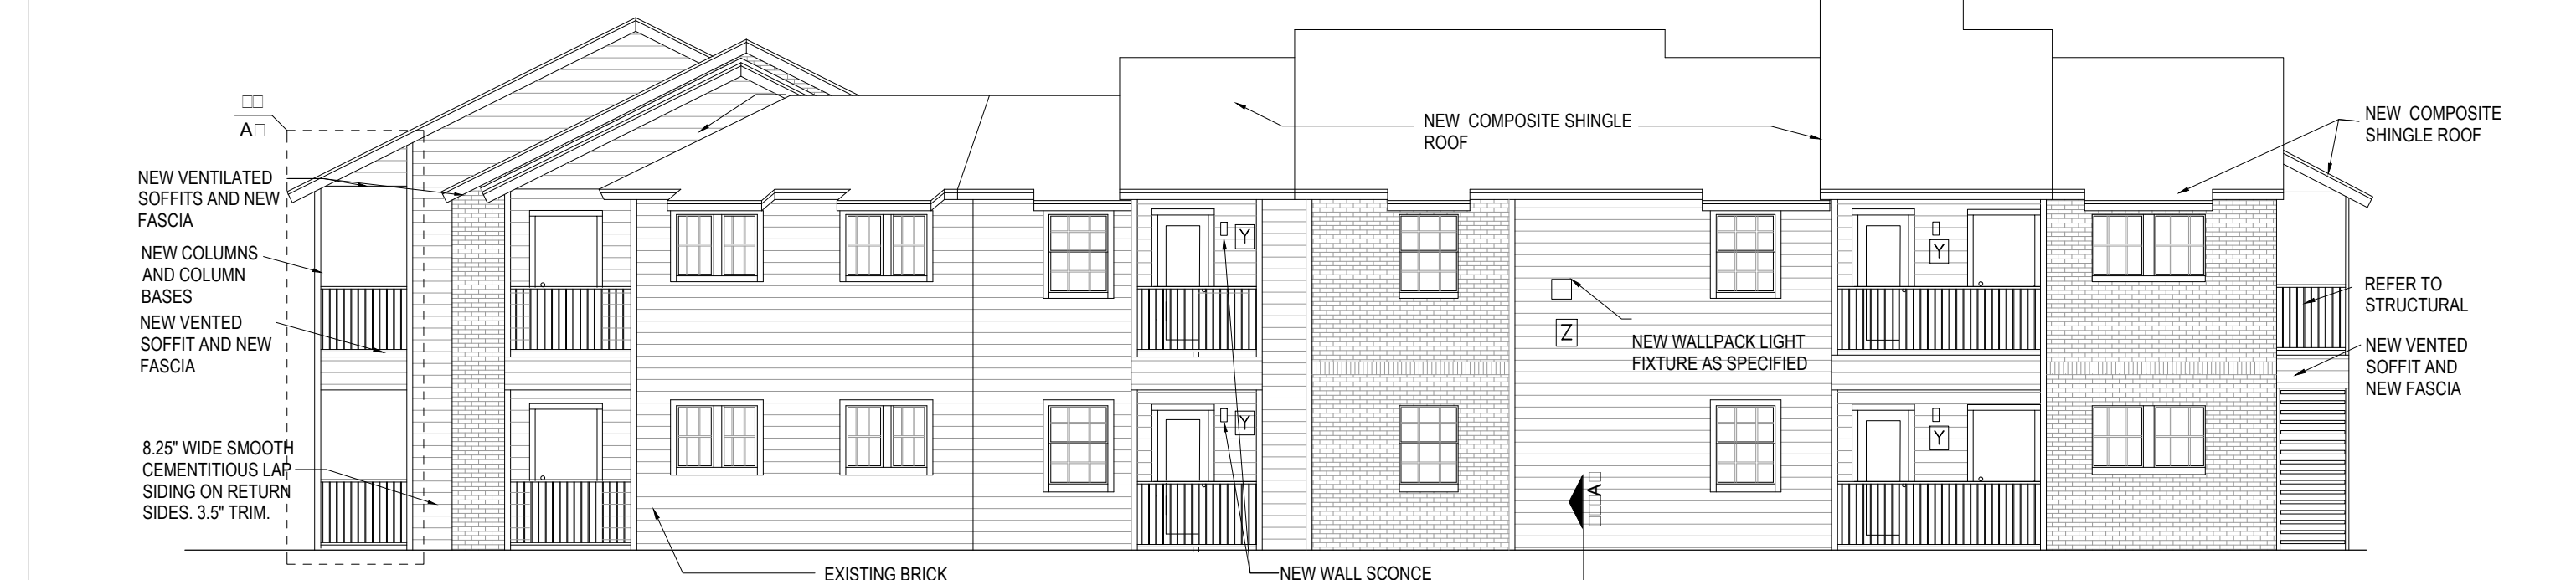 A
NEW VENTILATED
SOFFITS AND NEW
FASCIA
NEW COLUMNS
AND COLUMN
BASES
NEW VENTED
SOFFIT AND NEW
FASCIA
8.25" WIDE SMOOTH
CEMENTITIOUS LAP
SIDING ON RETURN
SIDES. 3.5" TRIM.
EXISTING BRICK
Y
Y
NEW WALL SCONCE
NEW COMPOSITE SHINGLE
ROOF
Z
NEW WALLPACK LIGHT
FIXTURE AS SPECIFIED
A
Y
Y
NEW COMPOSITE
SHINGLE ROOF
REFER TO
STRUCTURAL
NEW VENTED
SOFFIT AND
NEW FASCIA